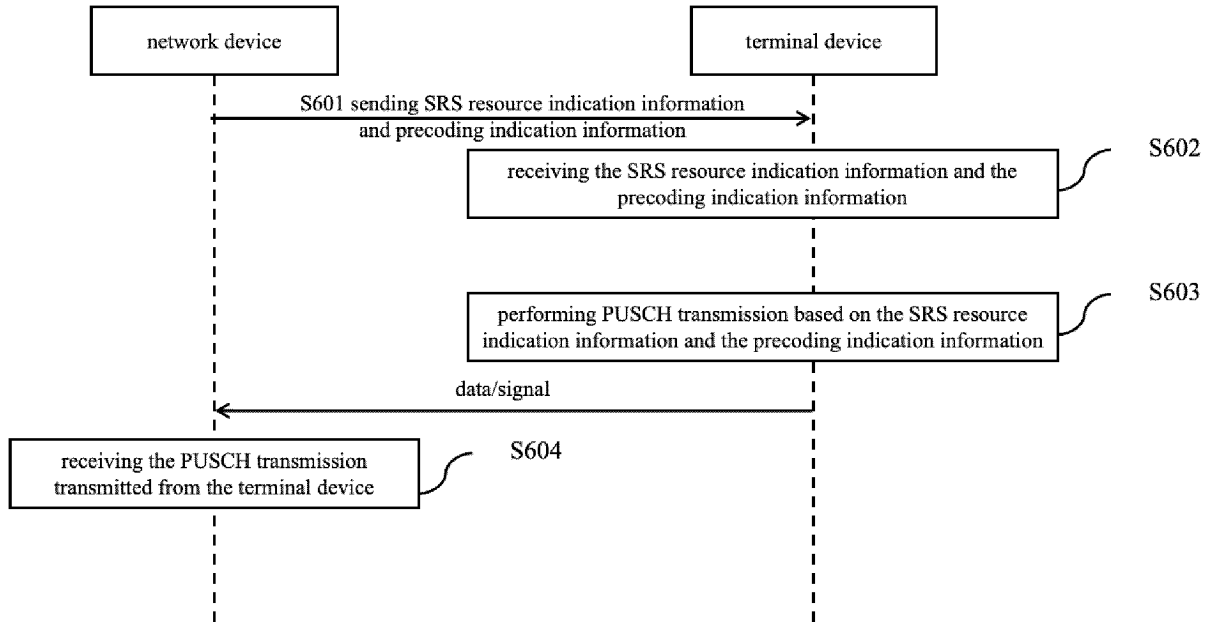 network device
terminal device
S601 sending SRS resource indication information
and precoding indication information
S602
receiving the SRS resource indication information and the
precoding indication information
S603
performing PUSCH transmission based on the SRS resource
indication information and the precoding indication information
data/signal
S604
receiving the PUSCH transmission
transmitted from the terminal device